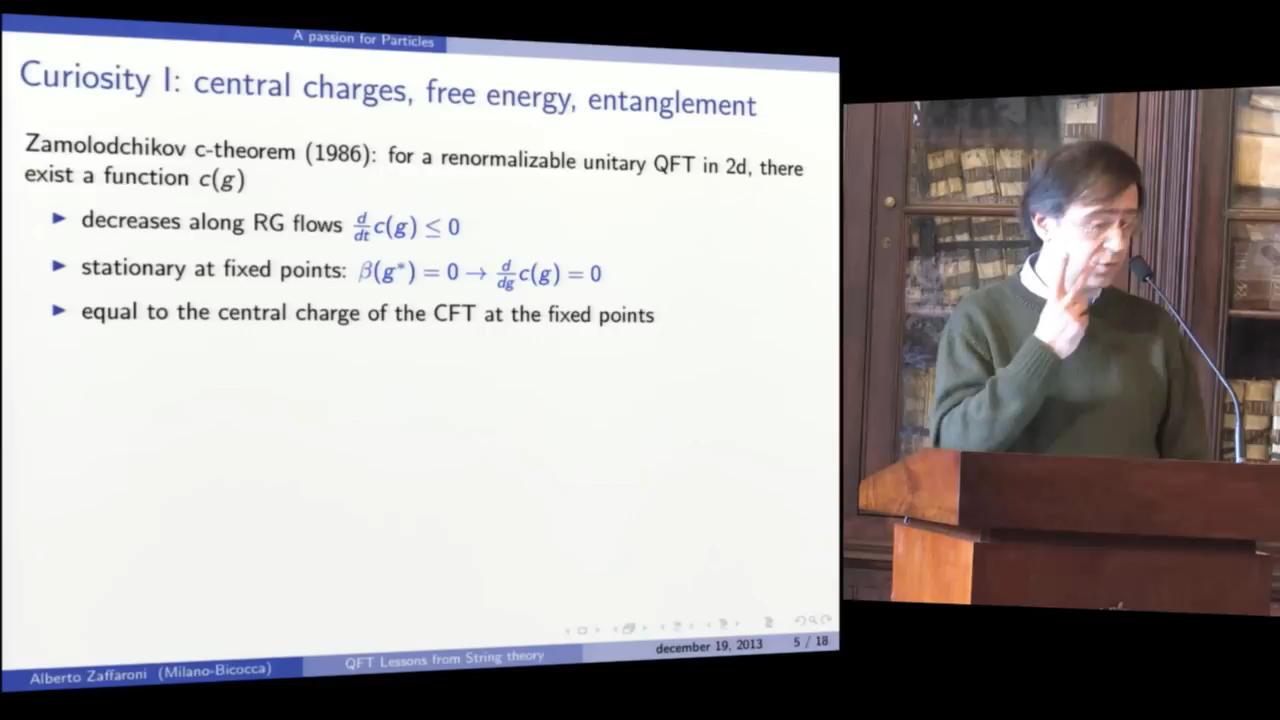 A passion for Particles
Curiosity I: central charges, free energy, entanglement
Zamolodchikov c-theorem (1986): for a renormalizable unitary QFT in 2d, there
exist a function c(g)
▶ decreases along RG flows d/dt c(g) ≤ 0
▶ stationary at fixed points: β(g*) = 0 → d/dg c(g) = 0
▶ equal to the central charge of the CFT at the fixed points
Alberto Zaffaroni (Milano-Bicocca) QFT Lessons from String theory december 19, 2013 5 / 18